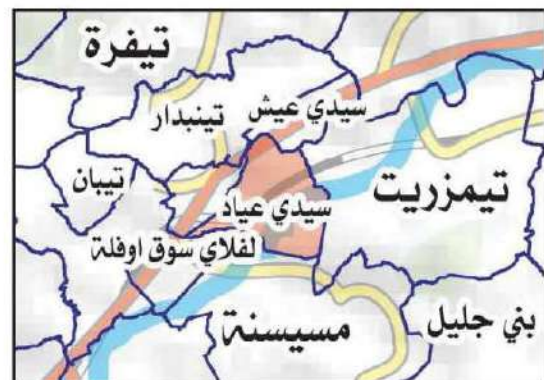 تيفرة
سيدي عيش
تينبدار
تيبان
تيمزريت
سيدي عياد
لفلاي سوق اوفلة
مسيسنة
بني جليل